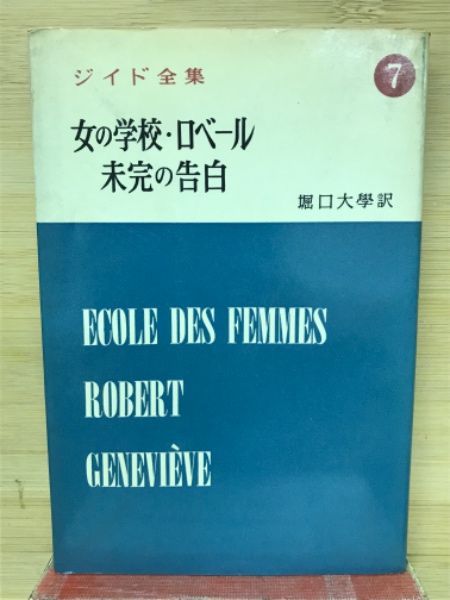 ジイド全集
7
女の学校・ロベール
未完の告白
堀口大學訳
ECOLE DES FEMMES
ROBERT
GENEVIÈVE